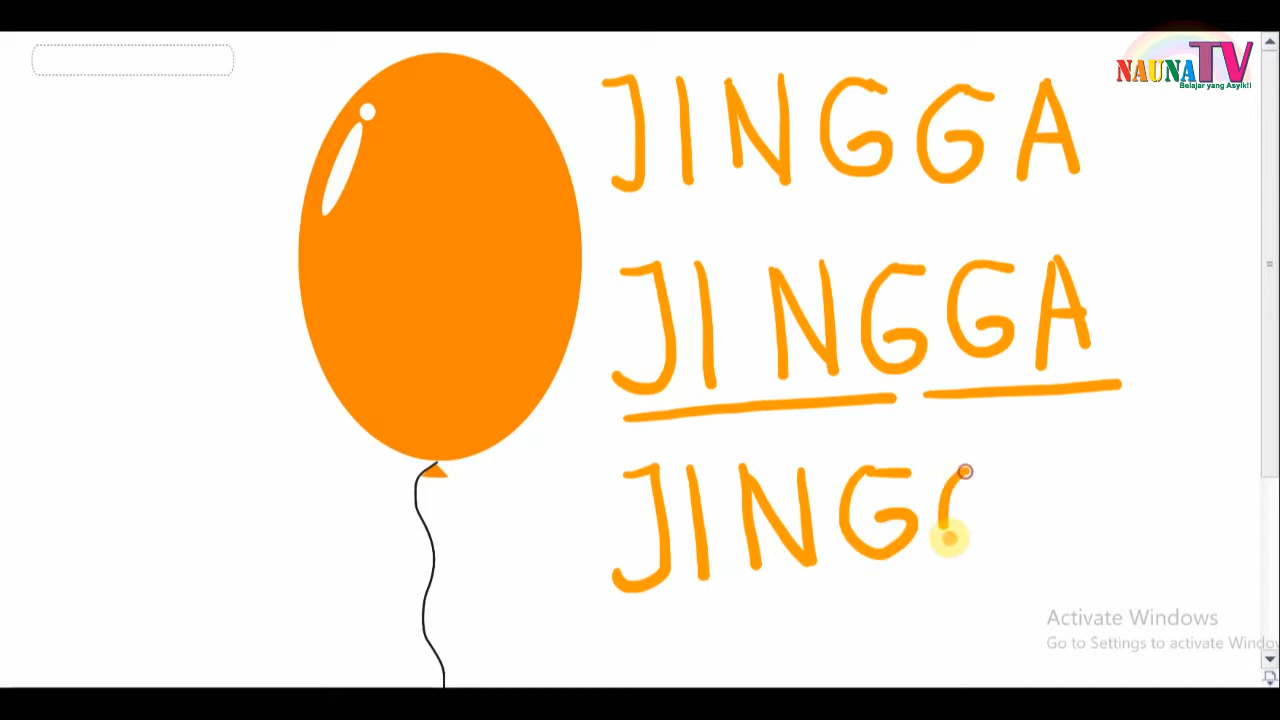 NAUNA TV
Belajar yang Asyik!!
JINGGA
JINGGA
JING
Activate Windows
Go to Settings to activate Windo